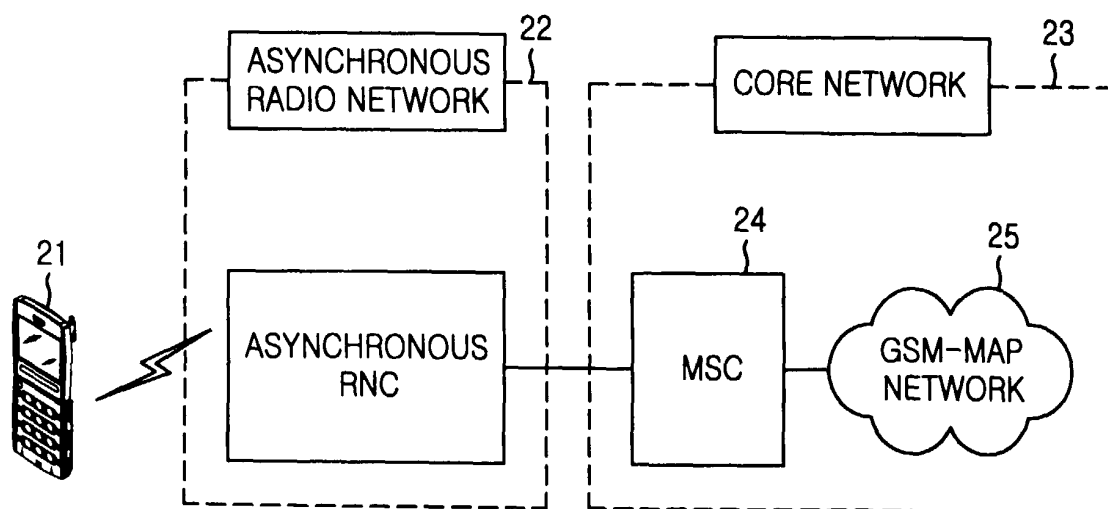 22
23
ASYNCHRONOUS
RADIO NETWORK
CORE NETWORK
21
24
25
ASYNCHRONOUS
RNC
MSC
GSM-MAP
NETWORK